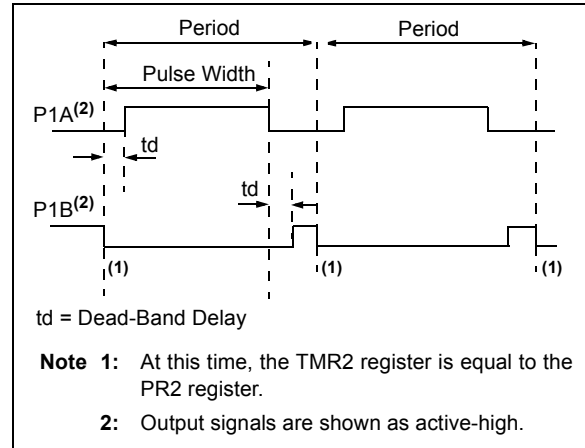 Period Period
Pulse Width
P1A(2)
td
td
P1B(2)
(1) (1) (1)
td = Dead-Band Delay
Note 1: At this time, the TMR2 register is equal to the
PR2 register.
2: Output signals are shown as active-high.